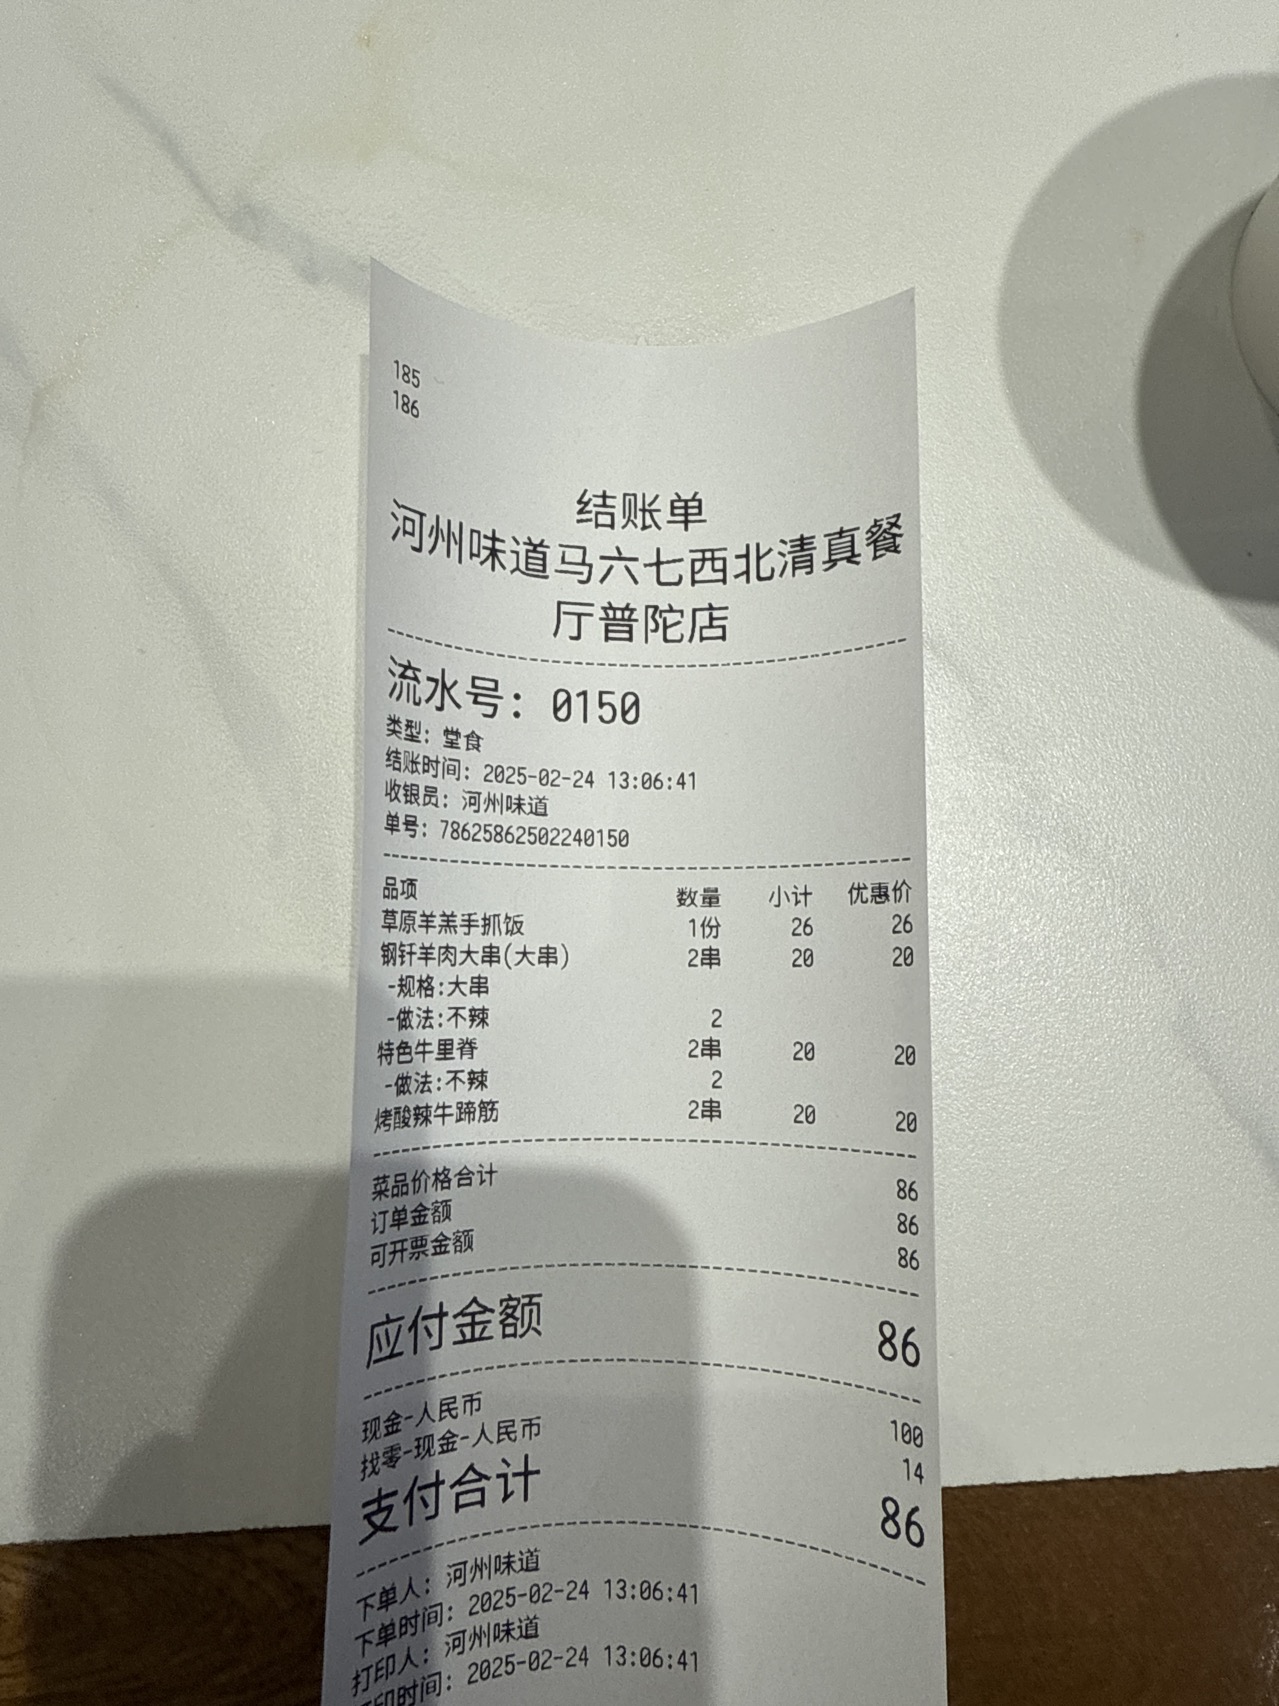 185
186
结账单
河州味道马六七西北清真餐
厅普陀店
流水号：0150
类型：堂食
结账时间：2025-02-24 13:06:41
收银员：河州味道
单号：78625862502240150
品项 数量 小计 优惠价
草原羊羔手抓饭 1份 26 26
钢钎羊肉大串(大串) 2串 20 20
-规格:大串
-做法:不辣 2
特色牛里脊 2串 20 20
-做法:不辣 2
烤酸辣牛蹄筋 2串 20 20
菜品价格合计 86
订单金额 86
可开票金额 86
应付金额 86
现金-人民币 100
找零-现金-人民币 14
支付合计 86
下单人：河州味道
下单时间：2025-02-24 13:06:41
打印人：河州味道
打印时间：2025-02-24 13:06:41